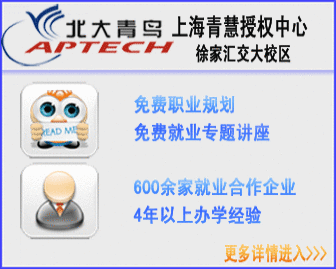 北大青鸟
APTECH
上海青慧授权中心
徐家汇交大校区
READ ME!
免费职业规划
免费就业专题讲座
600余家就业合作企业
4年以上办学经验
更多详情进入>>>